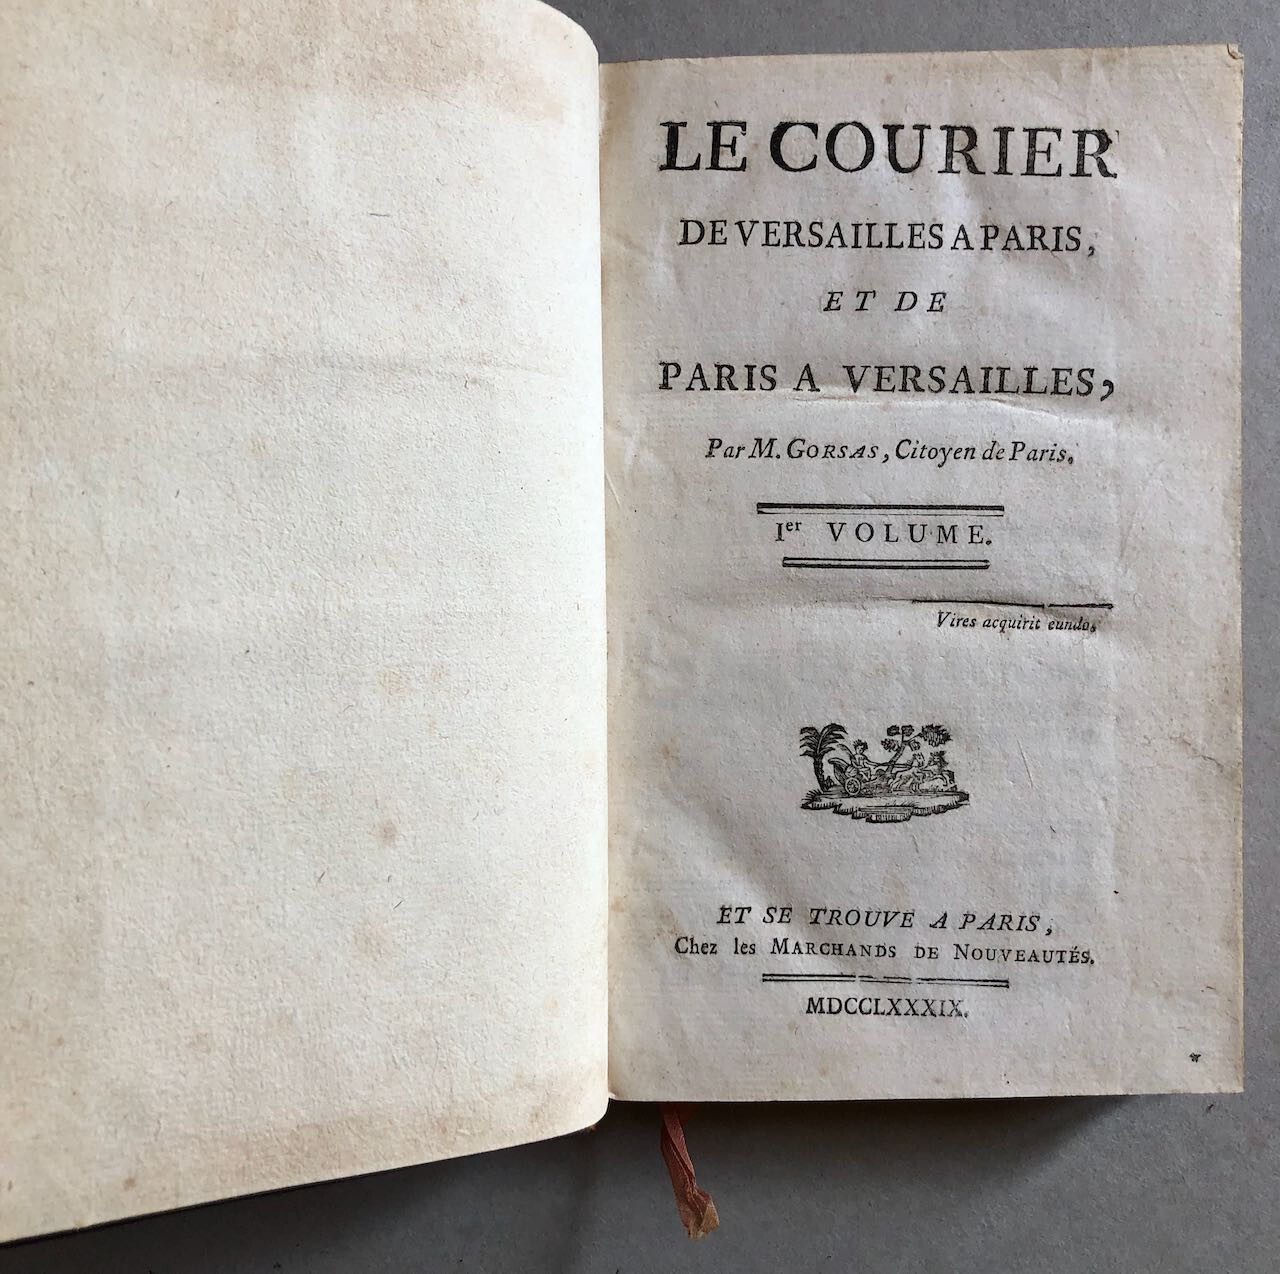 LE COURIER
DE VERSAILLES A PARIS,
ET DE
PARIS A VERSAILLES,
Par M. GORSAS, Citoyen de Paris.
Ier VOLUME.
Vires acquirit eundo.
ET SE TROUVE A PARIS,
Chez les MARCHANDS DE NOUVEAUTÉS.
MDCCLXXXIX.